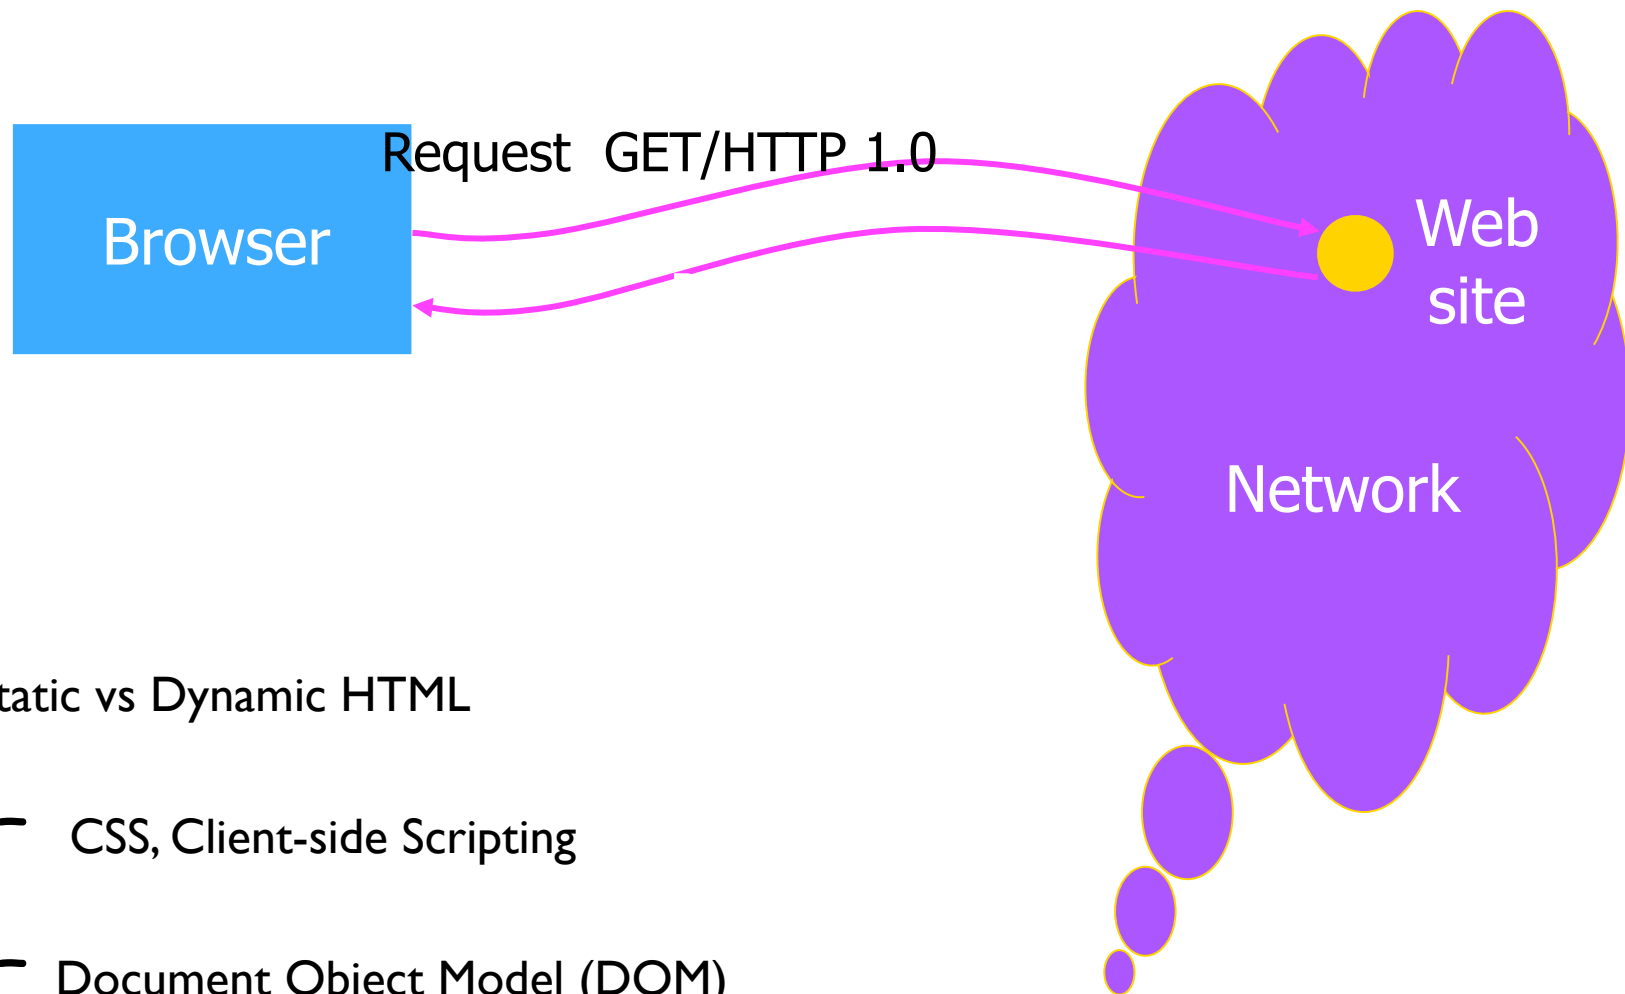 Request  GET/HTTP 1.0
Browser
Web
site
Network
tatic vs Dynamic HTML
CSS, Client-side Scripting
Document Object Model (DOM)